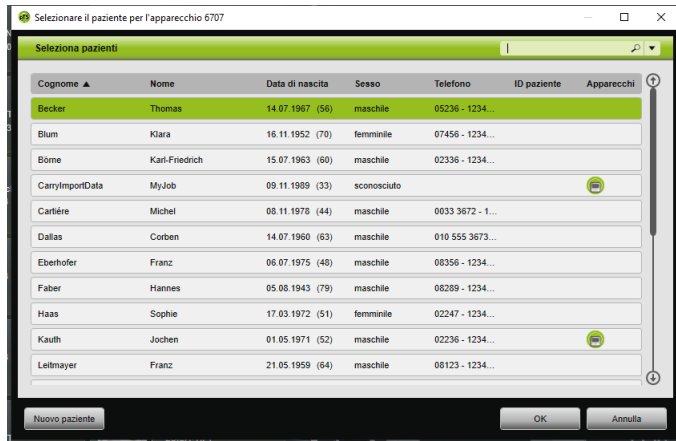 Selezionare il paziente per l'apparecchio 6707
Seleziona pazienti
Cognome ▲ Nome Data di nascita Sesso Telefono ID paziente Apparecchi
Becker Thomas 14.07.1967 (56) maschile 05236 - 1234...
Blum Klara 16.11.1952 (70) femminile 07456 - 1234...
Börne Karl-Friedrich 15.07.1963 (60) maschile 02336 - 1234...
CarryImportData MyJob 09.11.1989 (33) sconosciuto
Cartiére Michel 08.11.1978 (44) maschile 0033 3672 - 1...
Dallas Corben 14.07.1960 (63) maschile 010 555 3673...
Eberhofer Franz 06.07.1975 (48) maschile 08356 - 1234...
Faber Hannes 05.08.1943 (79) maschile 08289 - 1234...
Haas Sophie 17.03.1972 (51) femminile 02247 - 1234...
Kauth Jochen 01.05.1971 (52) maschile 02236 - 1234...
Leitmayer Franz 21.05.1959 (64) maschile 08123 - 1234...
Nuovo paziente OK Annulla